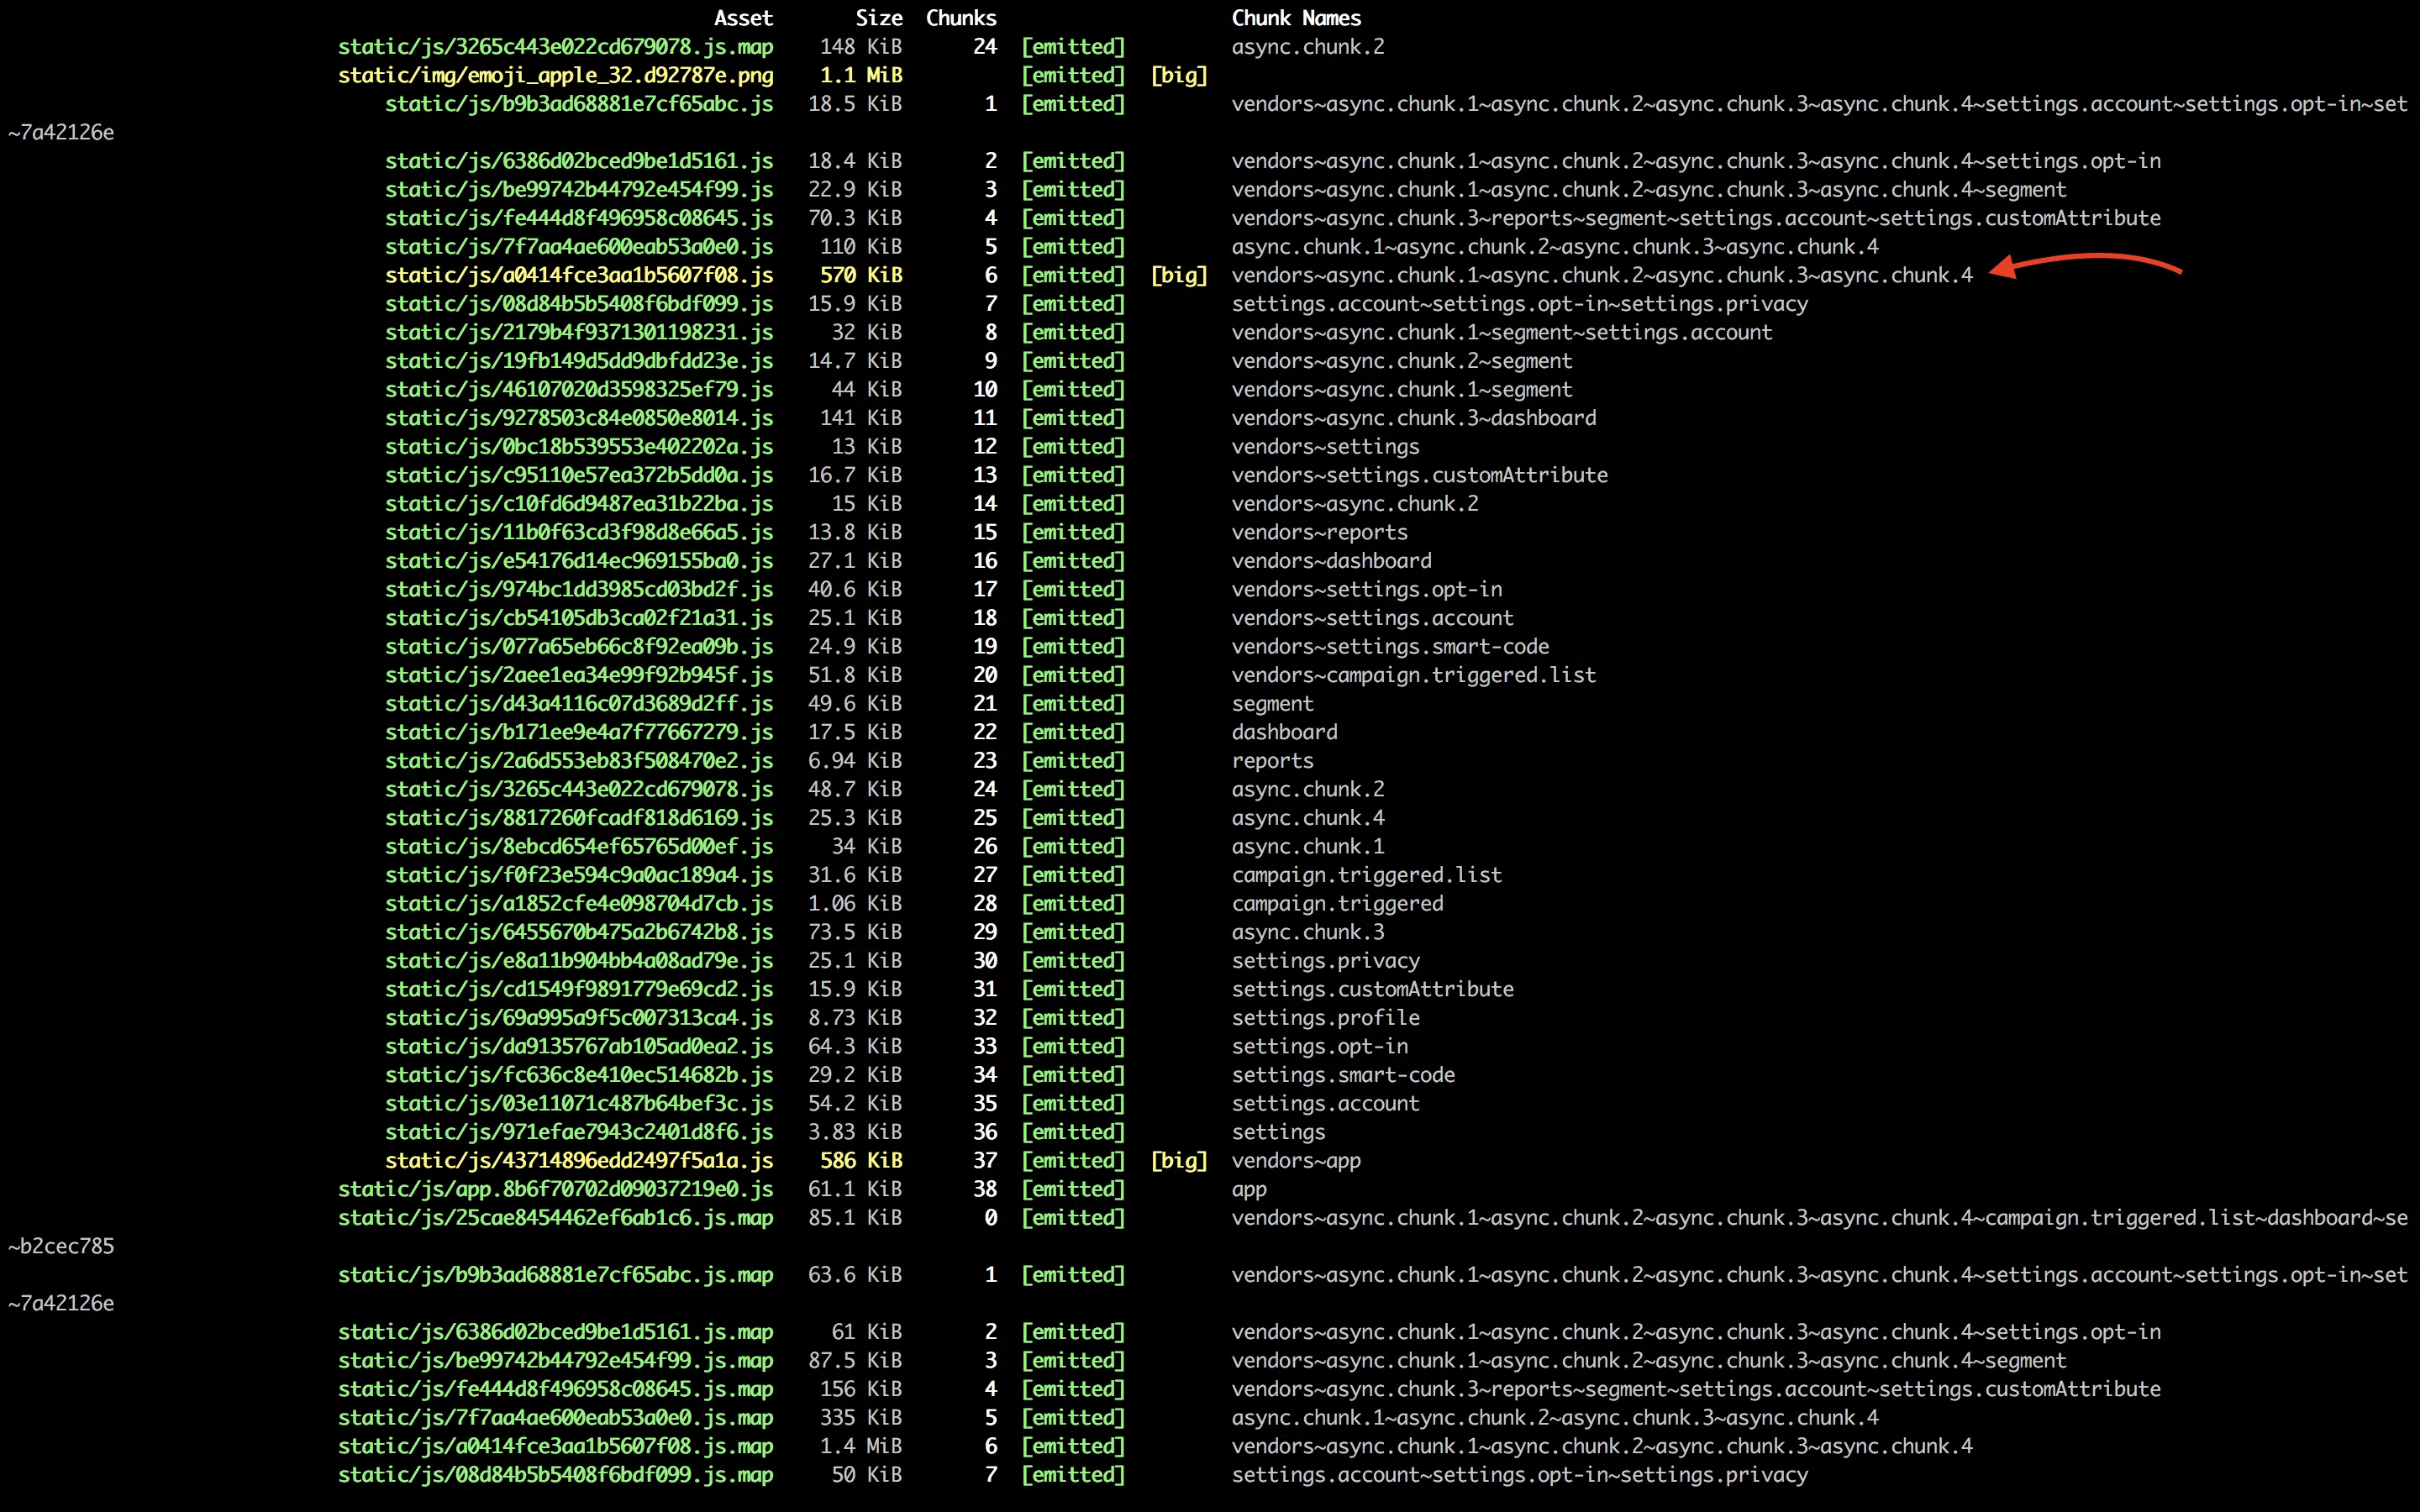 Asset Size Chunks Chunk Names
static/js/3265c443e022cd679078.js.map 148 KiB 24 [emitted] async.chunk.2
static/img/emoji_apple_32.d92787e.png 1.1 MiB [emitted] [big]
static/js/b9b3ad68881e7cf65abc.js 18.5 KiB 1 [emitted] vendors~async.chunk.1~async.chunk.2~async.chunk.3~async.chunk.4~settings.account~settings.opt-in~set
~7a42126e
static/js/6386d02bced9be1d5161.js 18.4 KiB 2 [emitted] vendors~async.chunk.1~async.chunk.2~async.chunk.3~async.chunk.4~settings.opt-in
static/js/be99742b44792e454f99.js 22.9 KiB 3 [emitted] vendors~async.chunk.1~async.chunk.2~async.chunk.3~async.chunk.4~segment
static/js/fe444d8f496958c08645.js 70.3 KiB 4 [emitted] vendors~async.chunk.3~reports~segment~settings.account~settings.customAttribute
static/js/7f7aa4ae600eab53a0e0.js 110 KiB 5 [emitted] async.chunk.1~async.chunk.2~async.chunk.3~async.chunk.4
static/js/a0414fce3aa1b5607f08.js 570 KiB 6 [emitted] [big] vendors~async.chunk.1~async.chunk.2~async.chunk.3~async.chunk.4
static/js/08d84b5b5408f6bdf099.js 15.9 KiB 7 [emitted] settings.account~settings.opt-in~settings.privacy
static/js/2179b4f9371301198231.js 32 KiB 8 [emitted] vendors~async.chunk.1~segment~settings.account
static/js/19fb149d5dd9dbfdd23e.js 14.7 KiB 9 [emitted] vendors~async.chunk.2~segment
static/js/46107020d3598325ef79.js 44 KiB 10 [emitted] vendors~async.chunk.1~segment
static/js/9278503c84e0850e8014.js 141 KiB 11 [emitted] vendors~async.chunk.3~dashboard
static/js/0bc18b539553e402202a.js 13 KiB 12 [emitted] vendors~settings
static/js/c95110e57ea372b5dd0a.js 16.7 KiB 13 [emitted] vendors~settings.customAttribute
static/js/c10fd6d9487ea31b22ba.js 15 KiB 14 [emitted] vendors~async.chunk.2
static/js/11b0f63cd3f98d8e66a5.js 13.8 KiB 15 [emitted] vendors~reports
static/js/e54176d14ec969155ba0.js 27.1 KiB 16 [emitted] vendors~dashboard
static/js/974bc1dd3985cd03bd2f.js 40.6 KiB 17 [emitted] vendors~settings.opt-in
static/js/cb54105db3ca02f21a31.js 25.1 KiB 18 [emitted] vendors~settings.account
static/js/077a65eb66c8f92ea09b.js 24.9 KiB 19 [emitted] vendors~settings.smart-code
static/js/2aee1ea34e99f92b945f.js 51.8 KiB 20 [emitted] vendors~campaign.triggered.list
static/js/d43a4116c07d3689d2ff.js 49.6 KiB 21 [emitted] segment
static/js/b171ee9e4a7f77667279.js 17.5 KiB 22 [emitted] dashboard
static/js/2a6d553eb83f508470e2.js 6.94 KiB 23 [emitted] reports
static/js/3265c443e022cd679078.js 48.7 KiB 24 [emitted] async.chunk.2
static/js/8817260fcadf818d6169.js 25.3 KiB 25 [emitted] async.chunk.4
static/js/8ebcd654ef65765d00ef.js 34 KiB 26 [emitted] async.chunk.1
static/js/f0f23e594c9a0ac189a4.js 31.6 KiB 27 [emitted] campaign.triggered.list
static/js/a1852cfe4e098704d7cb.js 1.06 KiB 28 [emitted] campaign.triggered
static/js/6455670b475a2b6742b8.js 73.5 KiB 29 [emitted] async.chunk.3
static/js/e8a11b904bb4a08ad79e.js 25.1 KiB 30 [emitted] settings.privacy
static/js/cd1549f9891779e69cd2.js 15.9 KiB 31 [emitted] settings.customAttribute
static/js/69a995a9f5c007313ca4.js 8.73 KiB 32 [emitted] settings.profile
static/js/da9135767ab105ad0ea2.js 64.3 KiB 33 [emitted] settings.opt-in
static/js/fc636c8e410ec514682b.js 29.2 KiB 34 [emitted] settings.smart-code
static/js/03e11071c487b64bef3c.js 54.2 KiB 35 [emitted] settings.account
static/js/971efae7943c2401d8f6.js 3.83 KiB 36 [emitted] settings
static/js/43714896edd2497f5a1a.js 586 KiB 37 [emitted] [big] vendors~app
static/js/app.8b6f70702d09037219e0.js 61.1 KiB 38 [emitted] app
static/js/25cae8454462ef6ab1c6.js.map 85.1 KiB 0 [emitted] vendors~async.chunk.1~async.chunk.2~async.chunk.3~async.chunk.4~campaign.triggered.list~dashboard~se
~b2cec785
static/js/b9b3ad68881e7cf65abc.js.map 63.6 KiB 1 [emitted] vendors~async.chunk.1~async.chunk.2~async.chunk.3~async.chunk.4~settings.account~settings.opt-in~set
~7a42126e
static/js/6386d02bced9be1d5161.js.map 61 KiB 2 [emitted] vendors~async.chunk.1~async.chunk.2~async.chunk.3~async.chunk.4~settings.opt-in
static/js/be99742b44792e454f99.js.map 87.5 KiB 3 [emitted] vendors~async.chunk.1~async.chunk.2~async.chunk.3~async.chunk.4~segment
static/js/fe444d8f496958c08645.js.map 156 KiB 4 [emitted] vendors~async.chunk.3~reports~segment~settings.account~settings.customAttribute
static/js/7f7aa4ae600eab53a0e0.js.map 335 KiB 5 [emitted] async.chunk.1~async.chunk.2~async.chunk.3~async.chunk.4
static/js/a0414fce3aa1b5607f08.js.map 1.4 MiB 6 [emitted] vendors~async.chunk.1~async.chunk.2~async.chunk.3~async.chunk.4
static/js/08d84b5b5408f6bdf099.js.map 50 KiB 7 [emitted] settings.account~settings.opt-in~settings.privacy